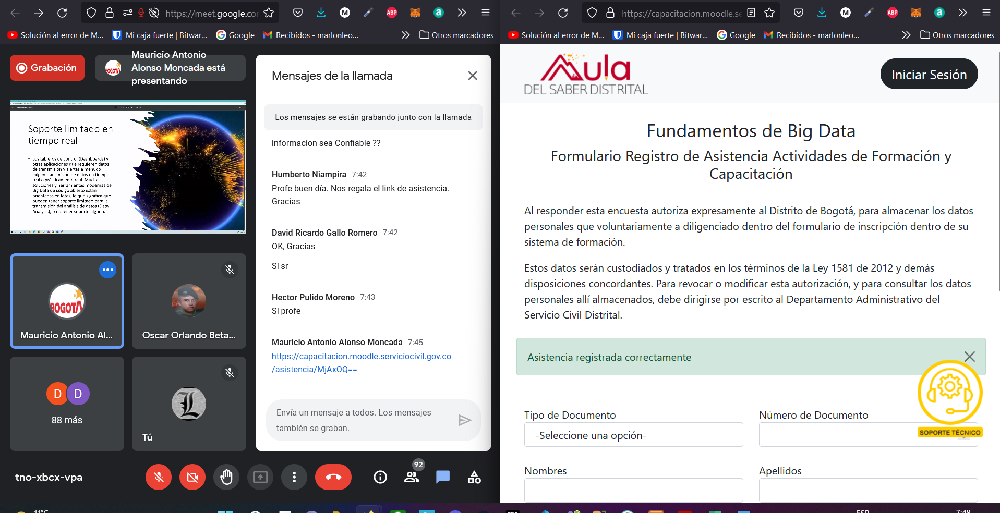 https://meet.google.co
ABP
Solución al error de M...
Mi caja fuerte | Bitwar...
Google
Recibidos - marlonleo...
Otros marcadores
Grabación
BOGOTÁ
Mauricio Antonio
Alonso Moncada está
presentando
Soporte limitado en
tiempo real
• Los tableros de control (Dashboards) y
otras aplicaciones que requieren datos
de transmisión y alertas a menudo
exigen transmisión de datos en tiempo
real o prácticamente real. Muchas
soluciones y herramientas modernas de
Big Data de código abierto están
orientadas en lotes, lo que significa que
pueden tener soporte limitado para la
transmisión del análisis de datos (Data
Analysis), o no tener soporte alguno.
BOGOTÁ
Mauricio Antonio Al...
Oscar Orlando Beta...
D D
88 más
L
Tú
Mensajes de la llamada
Los mensajes se están grabando junto con la llamada
informacion sea Confiable ??
Humberto Niampira 7:42
Profe buen día. Nos regala el link de asistencia.
Gracias
David Ricardo Gallo Romero 7:42
OK, Gracias
Si sr
Hector Pulido Moreno 7:43
Si profe
Mauricio Antonio Alonso Moncada 7:45
https://capacitacion.moodle.serviciocivil.gov.co
/asistencia/MjAxOQ==
Envía un mensaje a todos. Los mensajes
también se graban.
tno-xbcx-vpa
92
https://capacitacion.moodle.se
ABP
Solución al error de M...
Mi caja fuerte | Bitwar...
Google
Recibidos - marlonleo...
Otros marcadores
Aula
DEL SABER DISTRITAL
Iniciar Sesión
Fundamentos de Big Data
Formulario Registro de Asistencia Actividades de Formación y
Capacitación
Al responder esta encuesta autoriza expresamente al Distrito de Bogotá, para almacenar los datos
personales que voluntariamente a diligenciado dentro del formulario de inscripción dentro de su
sistema de formación.
Estos datos serán custodiados y tratados en los términos de la Ley 1581 de 2012 y demás
disposiciones concordantes. Para revocar o modificar esta autorización, y para consultar los datos
personales allí almacenados, debe dirigirse por escrito al Departamento Administrativo del
Servicio Civil Distrital.
Asistencia registrada correctamente
SOPORTE TÉCNICO
Tipo de Documento
-Seleccione una opción-
Número de Documento
Nombres
Apellidos
11°C
ESP
7:48